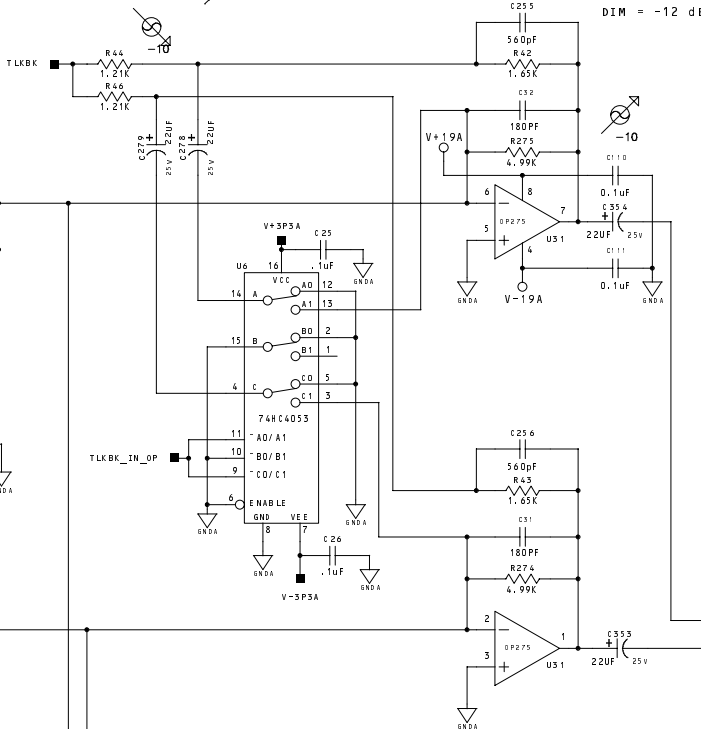 C255
DIM = -12 dB
560pF
-10
TLKBK
R44
1.21K
R42
1.65K
R46
1.21K
C32
180PF
C279
22UF
25V
C278
22UF
25V
V+19A
-10
R275
4.99K
C110
0.1uF
6
8
OP275
7
5
4
U31
C354
22UF
25V
C111
0.1uF
GNDA
V-19A
GNDA
V+3P3A
C25
.1uF
GNDA
U6
16
VCC
14
A
A0
12
A1
13
15
B
B0
2
B1
1
4
C
C0
5
C1
3
74HC4053
11
¯A0/A1
TLKBK_IN_OP
10
¯B0/B1
9
¯C0/C1
6
ENABLE
GND
VEE
8
7
GNDA
GNDA
GNDA
C26
.1uF
GNDA
V-3P3A
C256
560pF
R43
1.65K
C31
180PF
R274
4.99K
2
OP275
1
3
U31
C353
22UF
25V
GNDA